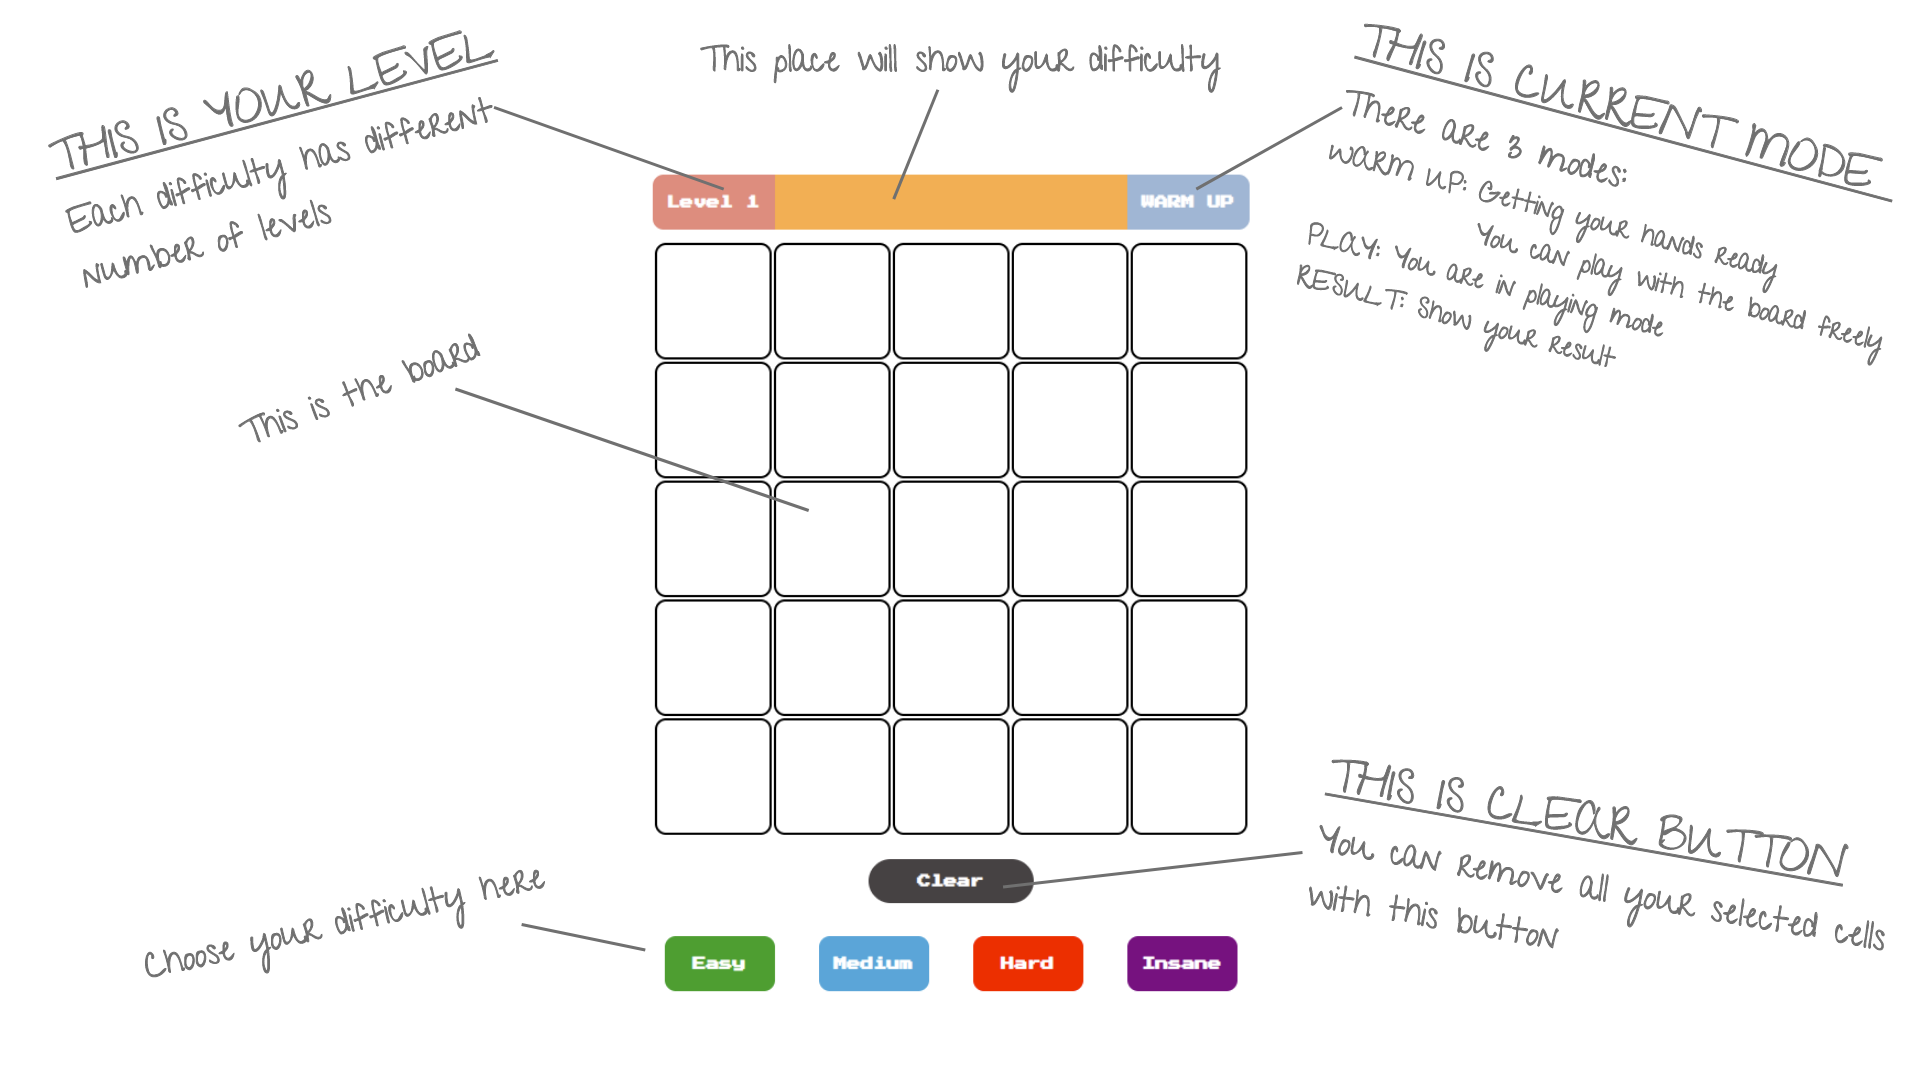 THIS IS YOUR LEVEL
Each difficulty has different
number of levels
This place will show your difficulty
THIS IS CURRENT MODE
There are 3 modes:
WARM UP: Getting your hands ready
You can play with the board freely
PLAY: You are in playing mode
RESULT: Show your result
Level 1
WARM UP
This is the board
Clear
THIS IS CLEAR BUTTON
You can remove all your selected cells
with this button
Choose your difficulty here
Easy
Medium
Hard
Insane